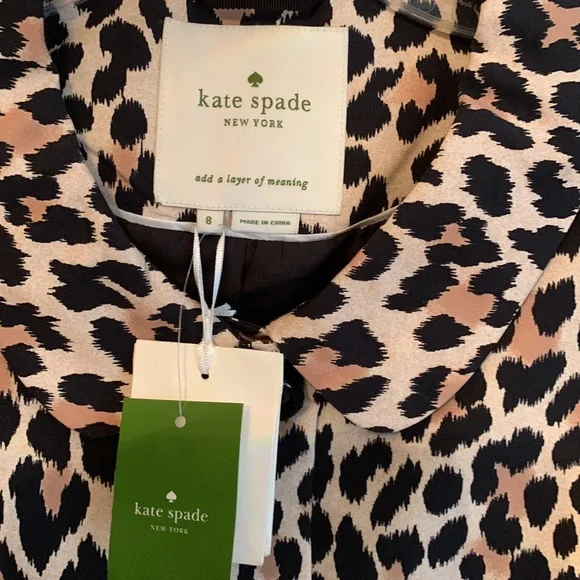 kate spade
NEW YORK
add a layer of meaning
8
MADE IN CHINA
kate spade
NEW YORK